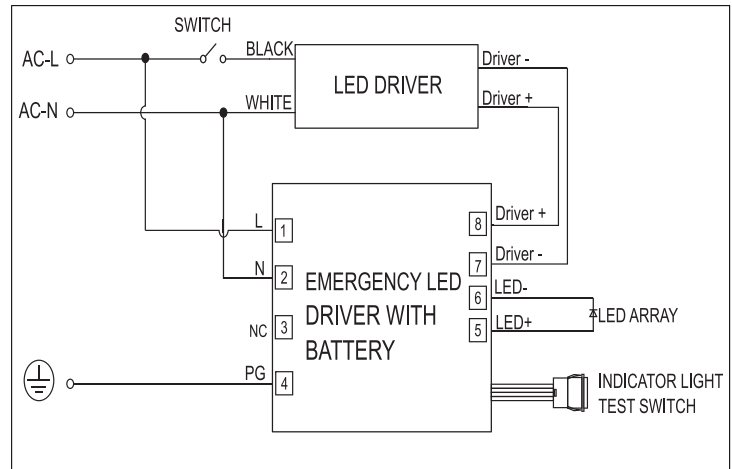 SWITCH
AC-L
BLACK
LED DRIVER
Driver -
AC-N
WHITE
Driver +
L
1
8
Driver +
N
2
7
Driver -
EMERGENCY LED
DRIVER WITH
BATTERY
6
LED-
NC
3
5
LED+
LED ARRAY
PG
4
INDICATOR LIGHT
TEST SWITCH